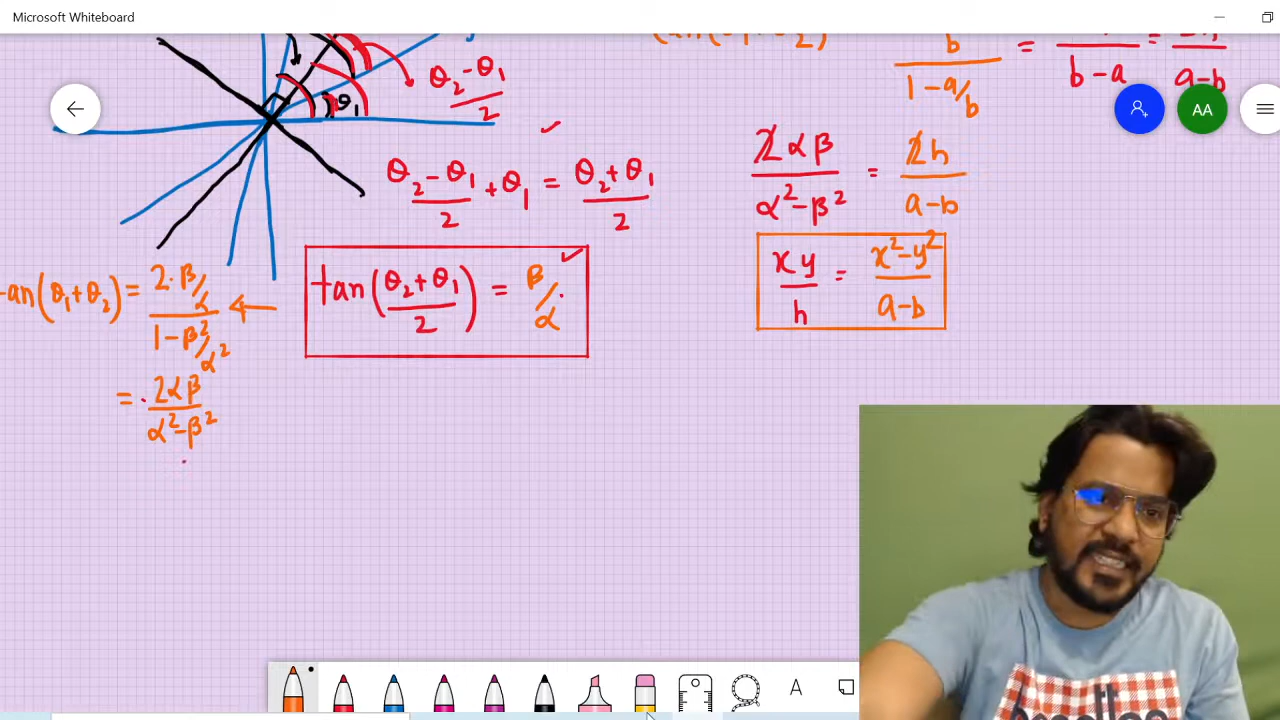 Microsoft Whiteboard
b
1 - a/b
=
b - a
=
a - b
AA
θ₂ - θ₁ / 2
θ₁
(θ₂ - θ₁)/2 + θ₁ = (θ₂ + θ₁)/2
2αβ / (α² - β²) = 2h / (a - b)
tan((θ₂ + θ₁)/2) = β/α
xy / h = (x² - y²) / (a - b)
an(θ₁ + θ₂) = (2·β/α) / (1 - β²/α²)
= 2αβ / (α² - β²)
A